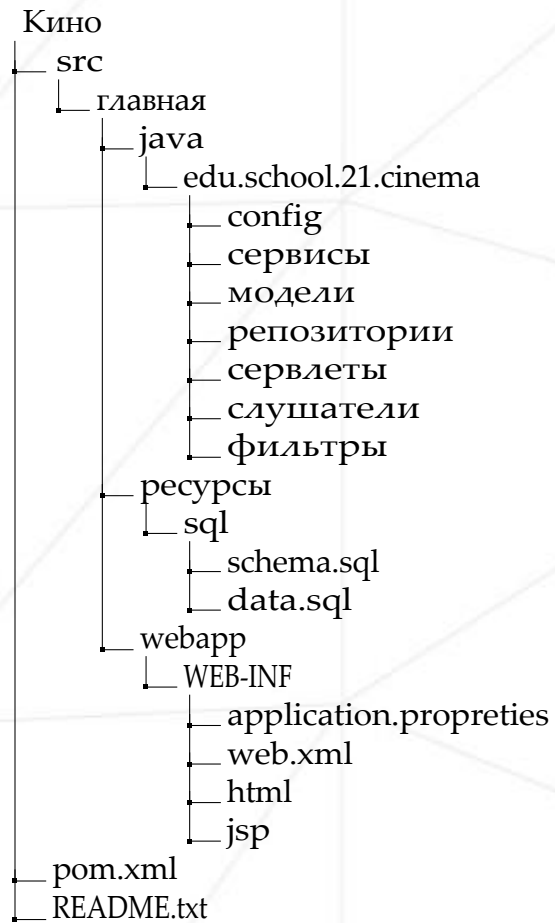 Кино
src
главная
java
edu.school.21.cinema
config
сервисы
модели
репозитории
сервлеты
слушатели
фильтры
ресурсы
sql
schema.sql
data.sql
webapp
WEB-INF
application.propreties
web.xml
html
jsp
pom.xml
README.txt